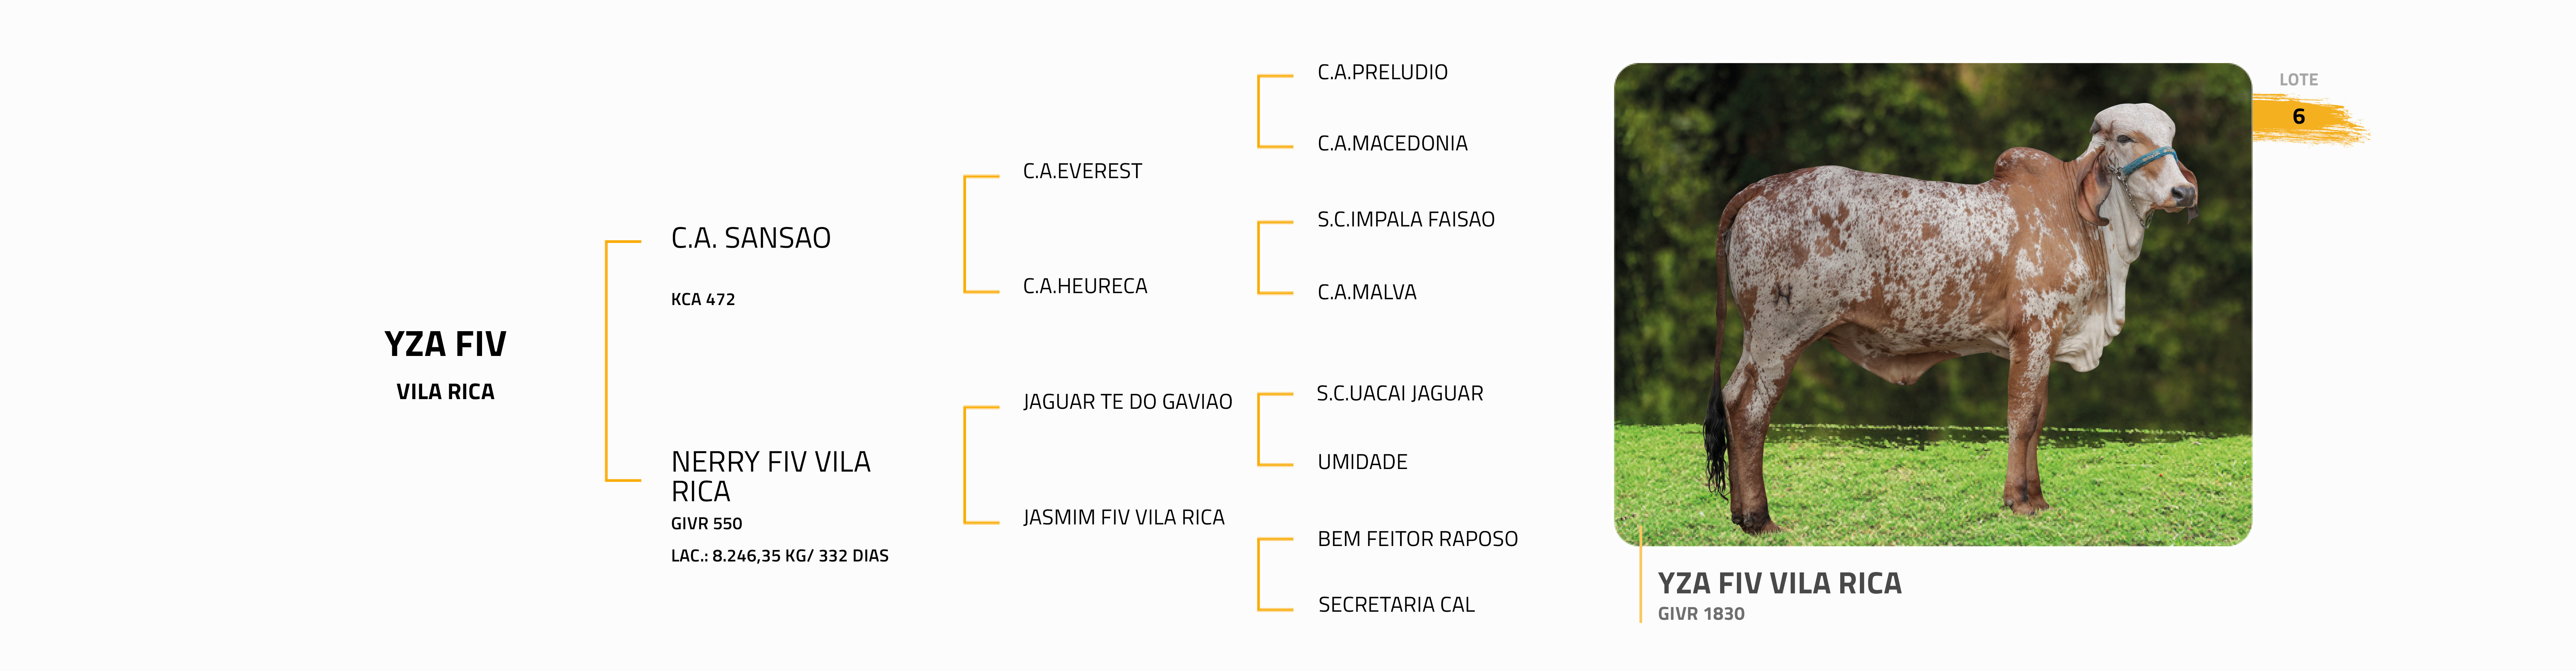 YZA FIV
VILA RICA
C.A. SANSAO
KCA 472
NERRY FIV VILA
RICA
GIVR 550
LAC.: 8.246,35 KG/ 332 DIAS
C.A.EVEREST
C.A.HEURECA
JAGUAR TE DO GAVIAO
JASMIM FIV VILA RICA
C.A.PRELUDIO
C.A.MACEDONIA
S.C.IMPALA FAISAO
C.A.MALVA
S.C.UACAI JAGUAR
UMIDADE
BEM FEITOR RAPOSO
SECRETARIA CAL
LOTE
6
YZA FIV VILA RICA
GIVR 1830